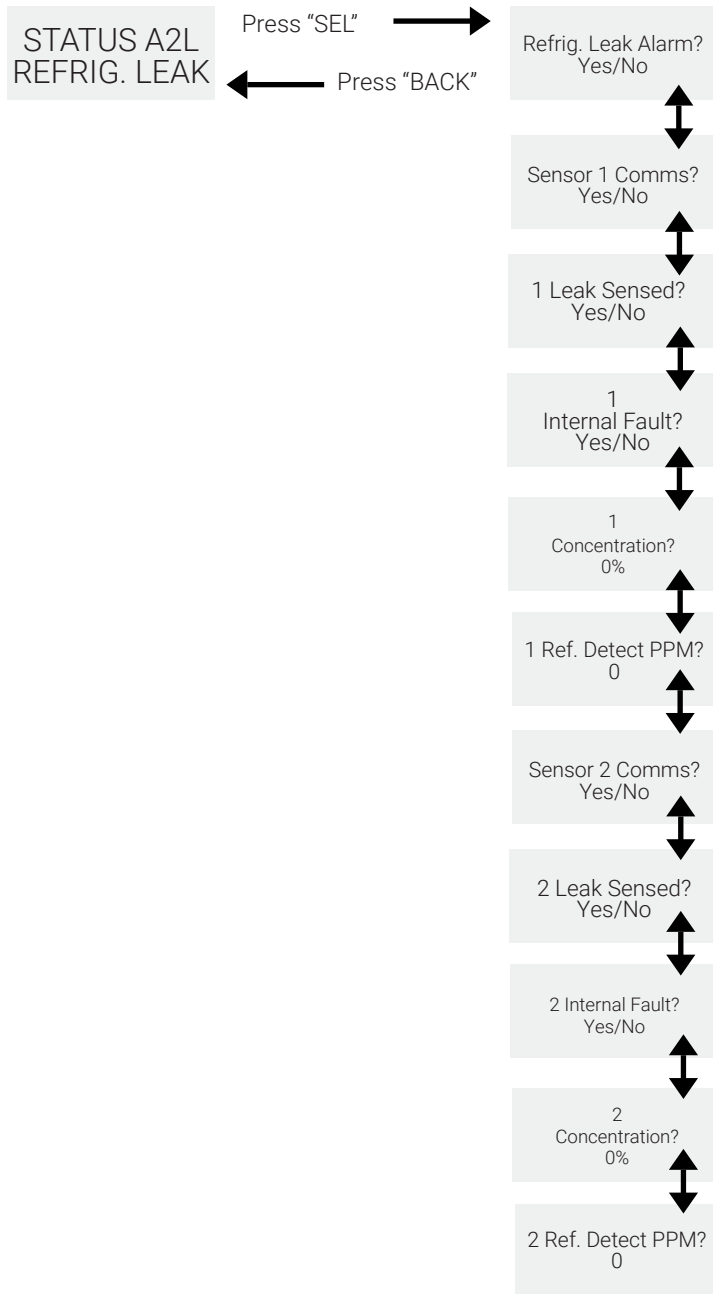 STATUS A2L
REFRIG. LEAK
Press “SEL”
Press “BACK”
Refrig. Leak Alarm?
Yes/No
Sensor 1 Comms?
Yes/No
1 Leak Sensed?
Yes/No
1
Internal Fault?
Yes/No
1
Concentration?
0%
1 Ref. Detect PPM?
0
Sensor 2 Comms?
Yes/No
2 Leak Sensed?
Yes/No
2 Internal Fault?
Yes/No
2
Concentration?
0%
2 Ref. Detect PPM?
0